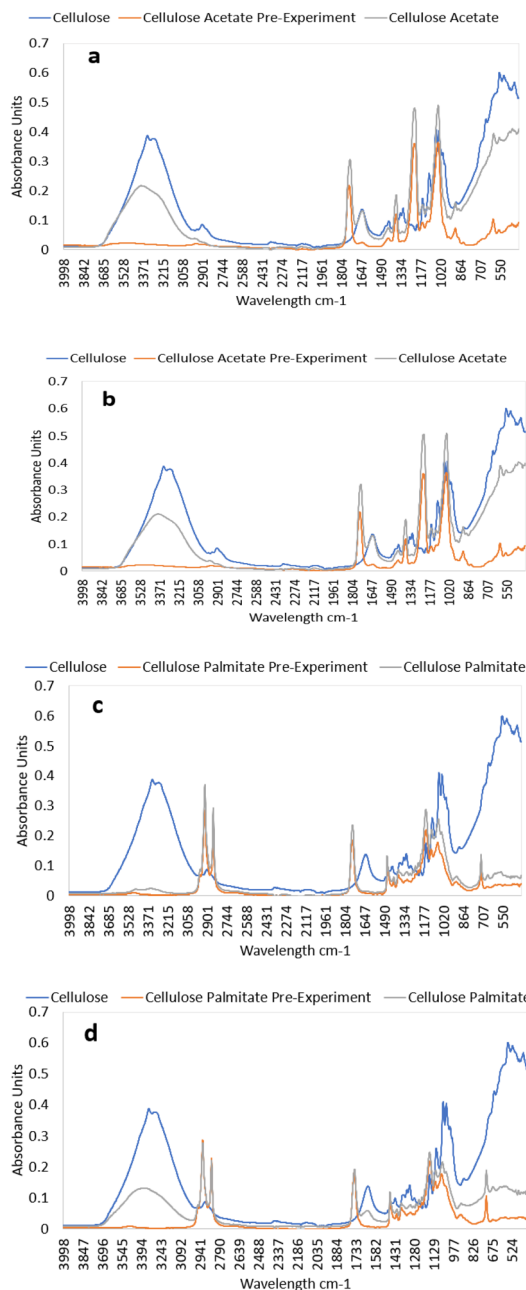 Cellulose Cellulose Acetate Pre-Experiment Cellulose Acetate
a
Absorbance Units
0.7
0.6
0.5
0.4
0.3
0.2
0.1
0
3998 3842 3685 3528 3371 3215 3058 2901 2744 2588 2431 2274 2117 1961 1804 1647 1490 1334 1177 1020 864 707 550
Wavelength cm-1
Cellulose Cellulose Acetate Pre-Experiment Cellulose Acetate
b
Absorbance Units
0.7
0.6
0.5
0.4
0.3
0.2
0.1
0
3998 3842 3685 3528 3371 3215 3058 2901 2744 2588 2431 2274 2117 1961 1804 1647 1490 1334 1177 1020 864 707 550
Wavelength cm-1
Cellulose Cellulose Palmitate Pre-Experiment Cellulose Palmitate
c
Absorbance Units
0.7
0.6
0.5
0.4
0.3
0.2
0.1
0
3998 3842 3685 3528 3371 3215 3058 2901 2744 2588 2431 2274 2117 1961 1804 1647 1490 1334 1177 1020 864 707 550
Wavelength cm-1
Cellulose Cellulose Palmitate Pre-Experiment Cellulose Palmitate
d
Absorbance Units
0.7
0.6
0.5
0.4
0.3
0.2
0.1
0
3998 3847 3696 3545 3394 3243 3092 2941 2790 2639 2488 2337 2186 2035 1884 1733 1582 1431 1280 1129 977 826 675 524
Wavelength cm-1